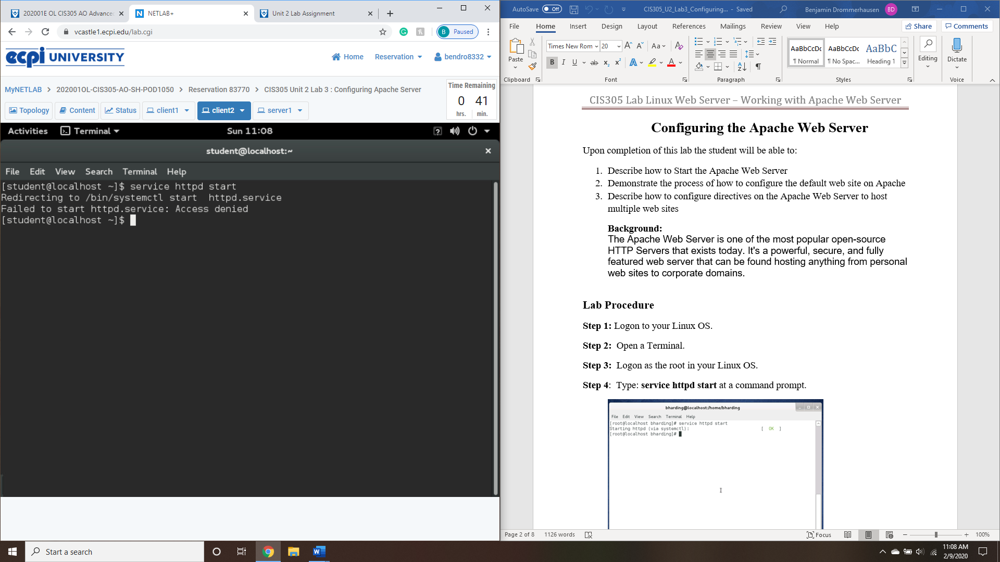 202001E OL CIS305 AO Advance
NETLAB+
Unit 2 Lab Assignment
vcastle1.ecpi.edu/lab.cgi
B Paused
ecpi UNIVERSITY
Home
Reservation
bendro8332
MyNETLAB > 202001OL-CIS305-AO-SH-POD1050 > Reservation 83770 > CIS305 Unit 2 Lab 3 : Configuring Apache Server
Time Remaining
0 41
hrs. min.
Topology
Content
Status
client1
client2
server1
Activities
Terminal
Sun 11:08
student@localhost:~
File Edit View Search Terminal Help
[student@localhost ~]$ service httpd start
Redirecting to /bin/systemctl start  httpd.service
Failed to start httpd.service: Access denied
[student@localhost ~]$
AutoSave Off
CIS305_U2_Lab3_Configuring... - Saved
Benjamin Drommerhausen BD
File Home Insert Design Layout References Mailings Review View Help
Share
Comments
Paste
Clipboard
Times New Rom 20
Font
Paragraph
AaBbCcDc AaBbCcDc AaBbC
¶ Normal ¶ No Spac... Heading 1
Styles
Editing
Dictate
Voice
CIS305 Lab Linux Web Server – Working with Apache Web Server
Configuring the Apache Web Server
Upon completion of this lab the student will be able to:
1. Describe how to Start the Apache Web Server
2. Demonstrate the process of how to configure the default web site on Apache
3. Describe how to configure directives on the Apache Web Server to host
multiple web sites
Background:
The Apache Web Server is one of the most popular open-source
HTTP Servers that exists today. It's a powerful, secure, and fully
featured web server that can be found hosting anything from personal
web sites to corporate domains.
Lab Procedure
Step 1: Logon to your Linux OS.
Step 2: Open a Terminal.
Step 3: Logon as the root in your Linux OS.
Step 4: Type: service httpd start at a command prompt.
bharding@localhost:/home/bharding
File Edit View Search Terminal Help
[root@localhost bharding]# service httpd start
Starting httpd (via systemctl): [ OK ]
[root@localhost bharding]#
Page 2 of 8
1126 words
Focus
100%
Start a search
11:08 AM
2/9/2020